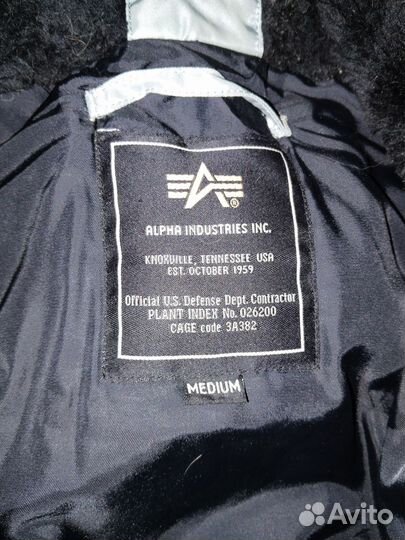 ALPHA INDUSTRIES INC.
KNOXVILLE, TENNESSEE USA
EST. OCTOBER 1959
Official U.S. Defense Dept. Contractor
PLANT INDEX No. 026200
CAGE code 3A382
MEDIUM
Avito